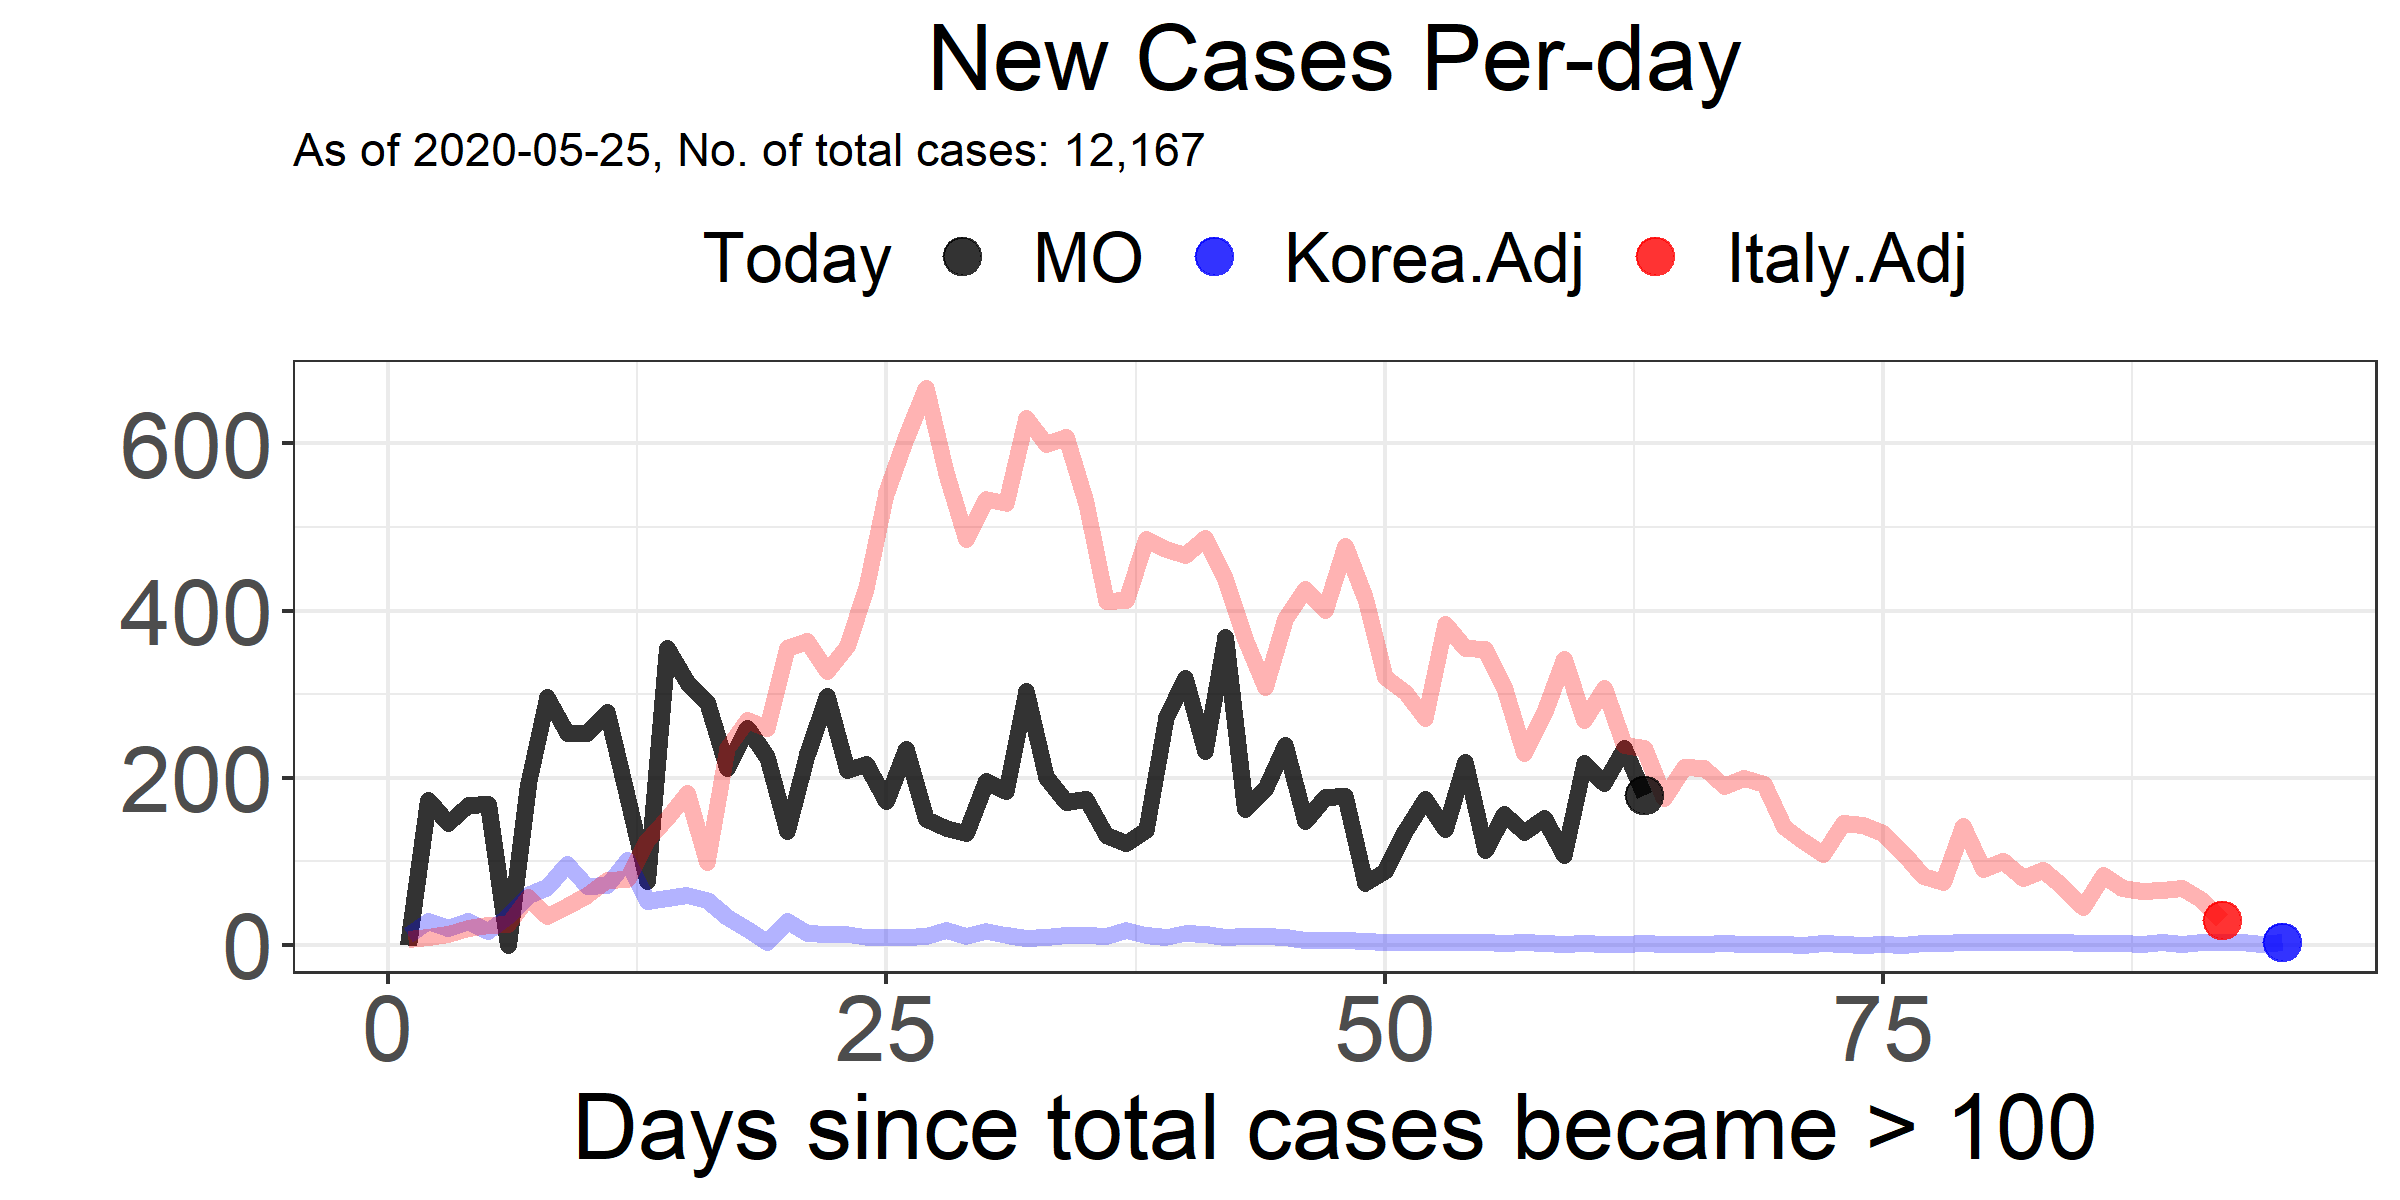 New Cases Per-day
As of 2020-05-25, No. of total cases: 12,167
Today MO Korea.Adj Italy.Adj
600
400
200
0
0 25 50 75
Days since total cases became > 100